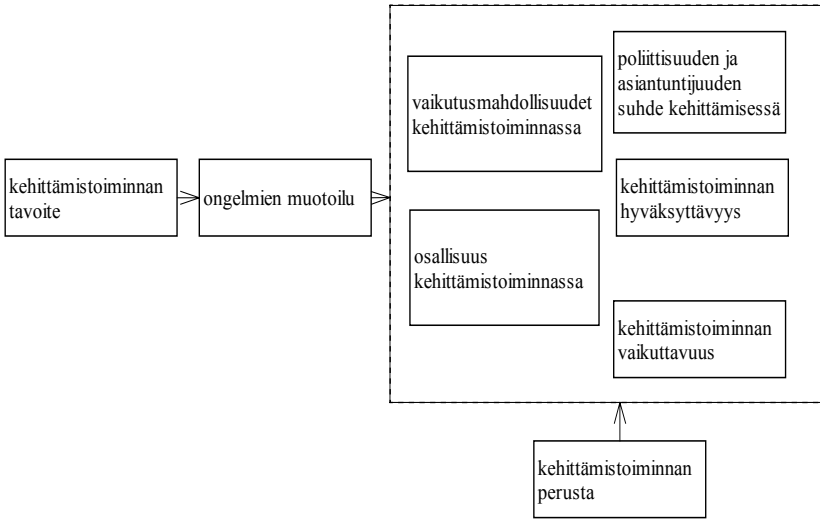 kehittämistoiminnan
tavoite
ongelmien muotoilu
vaikutusmahdollisuudet
kehittämistoiminnassa
osallisuus
kehittämistoiminnassa
poliittisuuden ja
asiantuntijuuden
suhde kehittämisessä
kehittämistoiminnan
hyväksyttävyys
kehittämistoiminnan
vaikuttavuus
kehittämistoiminnan
perusta